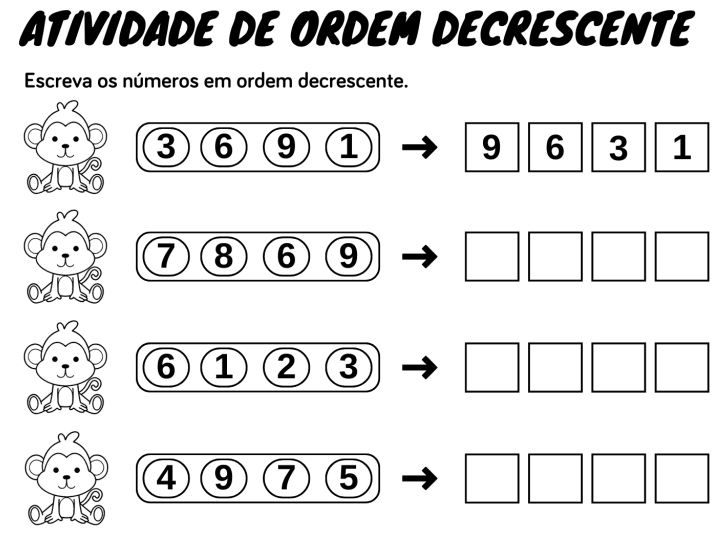 ATIVIDADE DE ORDEM DECRESCENTE
Escreva os números em ordem decrescente.
3 6 9 1 → 9 6 3 1
7 8 6 9 →
6 1 2 3 →
4 9 7 5 →